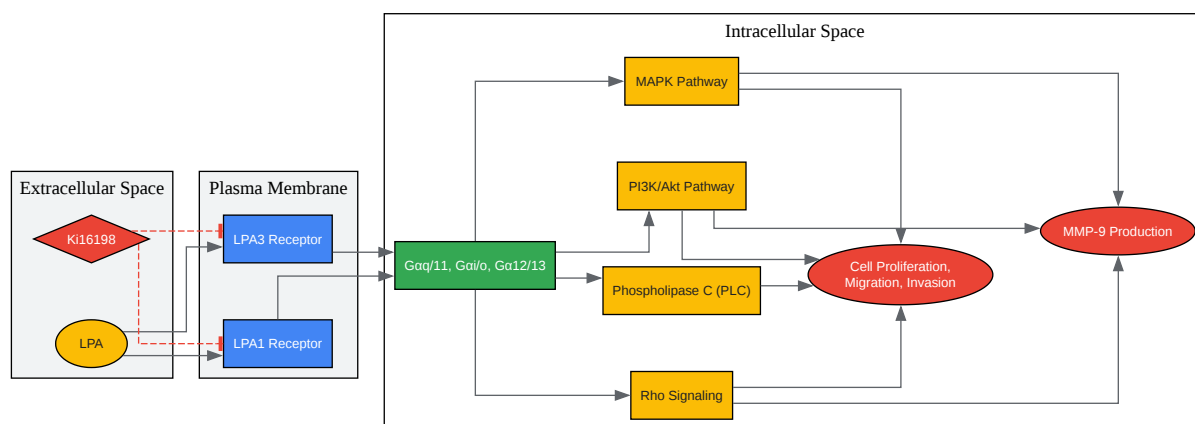 Intracellular Space
MAPK Pathway
Extracellular Space
Plasma Membrane
PI3K/Akt Pathway
Ki16198
LPA3 Receptor
MMP-9 Production
Gαq/11, Gαi/o, Gα12/13
Cell Proliferation,
Migration, Invasion
Phospholipase C (PLC)
LPA
LPA1 Receptor
Rho Signaling